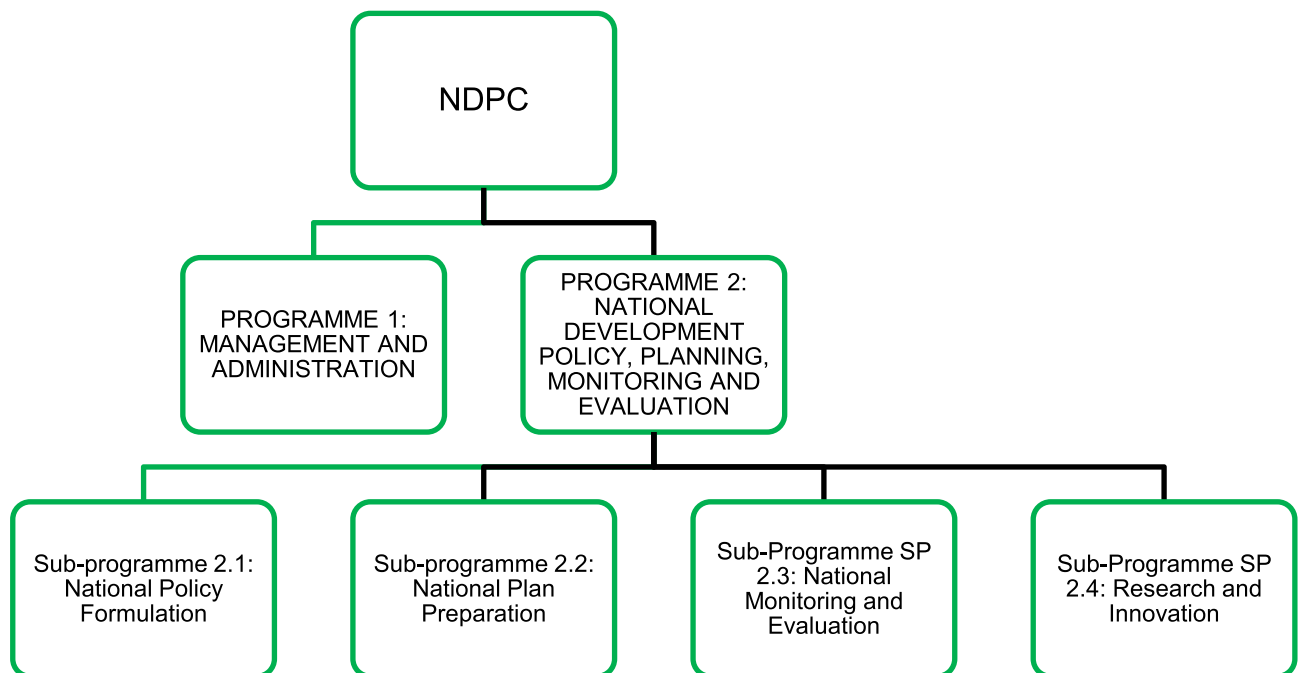 NDPC
PROGRAMME 1:
MANAGEMENT AND
ADMINISTRATION
PROGRAMME 2:
NATIONAL
DEVELOPMENT
POLICY, PLANNING,
MONITORING AND
EVALUATION
Sub-programme 2.1:
National Policy
Formulation
Sub-programme 2.2:
National Plan
Preparation
Sub-Programme SP
2.3: National
Monitoring and
Evaluation
Sub-Programme SP
2.4: Research and
Innovation